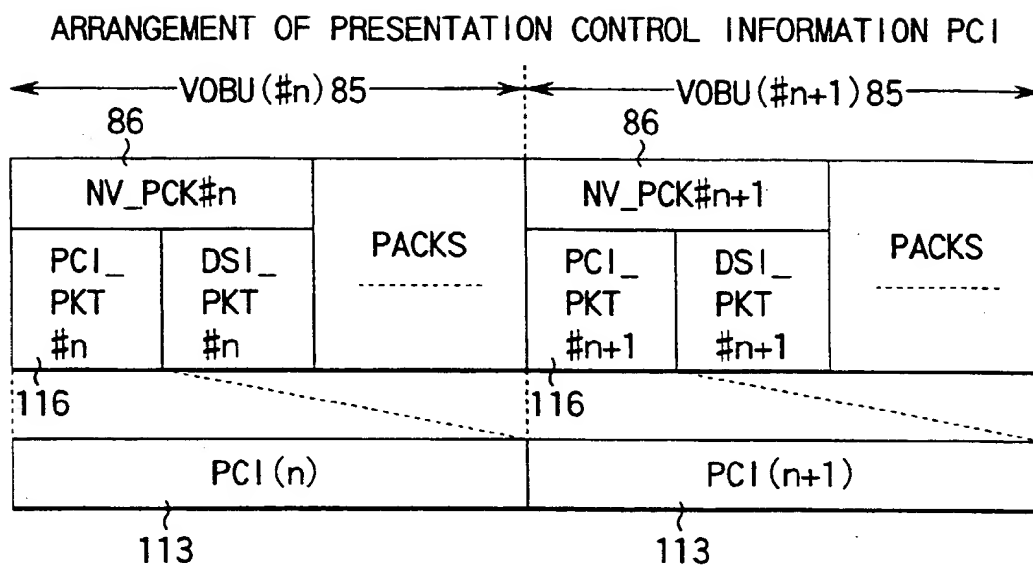 ARRANGEMENT OF PRESENTATION CONTROL INFORMATION PCI
VOBU(#n)85
VOBU(#n+1)85
86
86
NV_PCK#n
NV_PCK#n+1
PCI_
PKT
#n
DSI_
PKT
#n
PACKS
PCI_
PKT
#n+1
DSI_
PKT
#n+1
PACKS
116
116
PCI(n)
PCI(n+1)
113
113